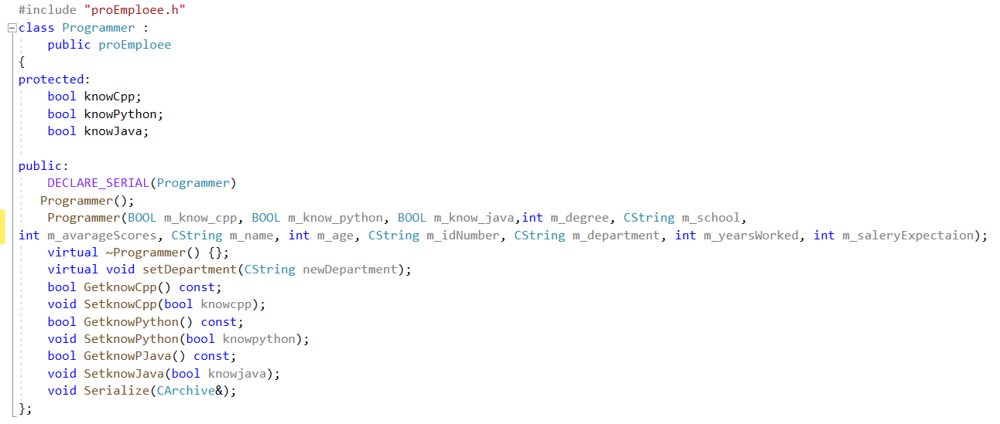 #include "proEmploee.h"
class Programmer :
    public proEmploee
{
protected:
    bool knowCpp;
    bool knowPython;
    bool knowJava;

public:
    DECLARE_SERIAL(Programmer)
   Programmer();
    Programmer(BOOL m_know_cpp, BOOL m_know_python, BOOL m_know_java,int m_degree, CString m_school,
int m_avarageScores, CString m_name, int m_age, CString m_idNumber, CString m_department, int m_yearsWorked, int m_saleryExpectaion);
    virtual ~Programmer() {};
    virtual void setDepartment(CString newDepartment);
    bool GetknowCpp() const;
    void SetknowCpp(bool knowcpp);
    bool GetknowPython() const;
    void SetknowPython(bool knowpython);
    bool GetknowPJava() const;
    void SetknowJava(bool knowjava);
    void Serialize(CArchive&);
};